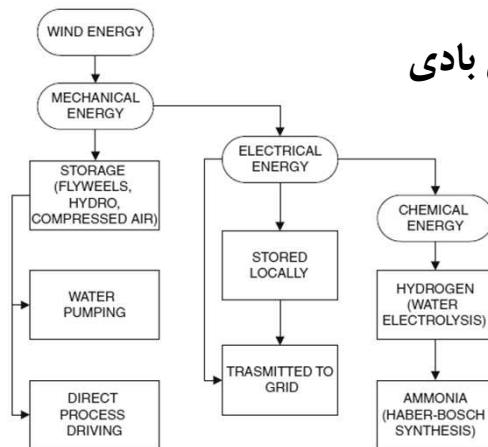 بادی
WIND ENERGY
MECHANICAL
ENERGY
STORAGE
(FLYWEELS,
HYDRO,
COMPRESSED AIR)
WATER
PUMPING
DIRECT
PROCESS
DRIVING
ELECTRICAL
ENERGY
STORED
LOCALLY
TRASMITTED TO
GRID
CHEMICAL
ENERGY
HYDROGEN
(WATER
ELECTROLYSIS)
AMMONIA
(HABER-BOSCH
SYNTHESIS)